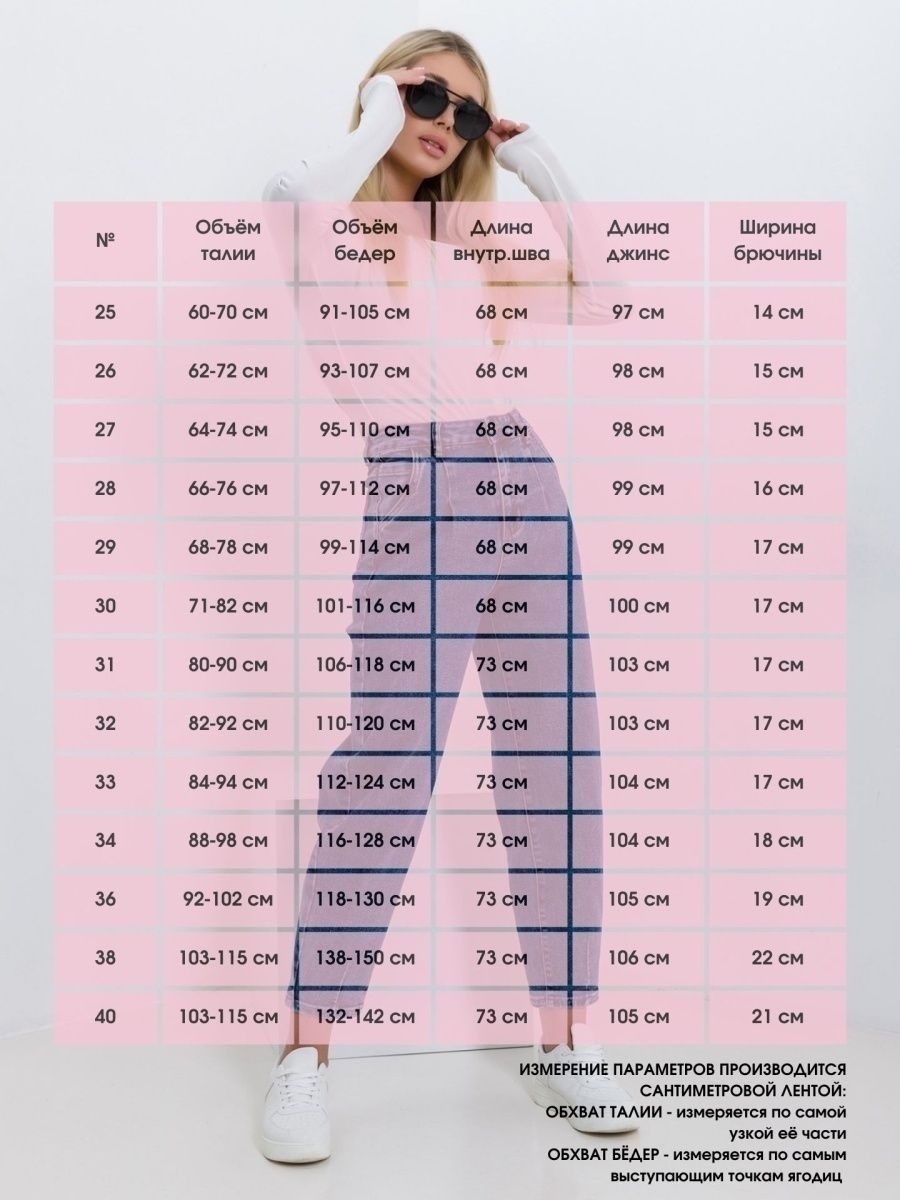 № Объём талии Объём бедер Длина внутр.шва Длина джинс Ширина брючины
25 60-70 см 91-105 см 68 см 97 см 14 см
26 62-72 см 93-107 см 68 см 98 см 15 см
27 64-74 см 95-110 см 68 см 98 см 15 см
28 66-76 см 97-112 см 68 см 99 см 16 см
29 68-78 см 99-114 см 68 см 99 см 17 см
30 71-82 см 101-116 см 68 см 100 см 17 см
31 80-90 см 106-118 см 73 см 103 см 17 см
32 82-92 см 110-120 см 73 см 103 см 17 см
33 84-94 см 112-124 см 73 см 104 см 17 см
34 88-98 см 116-128 см 73 см 104 см 18 см
36 92-102 см 118-130 см 73 см 105 см 19 см
38 103-115 см 138-150 см 73 см 106 см 22 см
40 103-115 см 132-142 см 73 см 105 см 21 см
ИЗМЕРЕНИЕ ПАРАМЕТРОВ ПРОИЗВОДИТСЯ
САНТИМЕТРОВОЙ ЛЕНТОЙ:
ОБХВАТ ТАЛИИ - измеряется по самой
узкой её части
ОБХВАТ БЁДЕР - измеряется по самым
выступающим точкам ягодиц